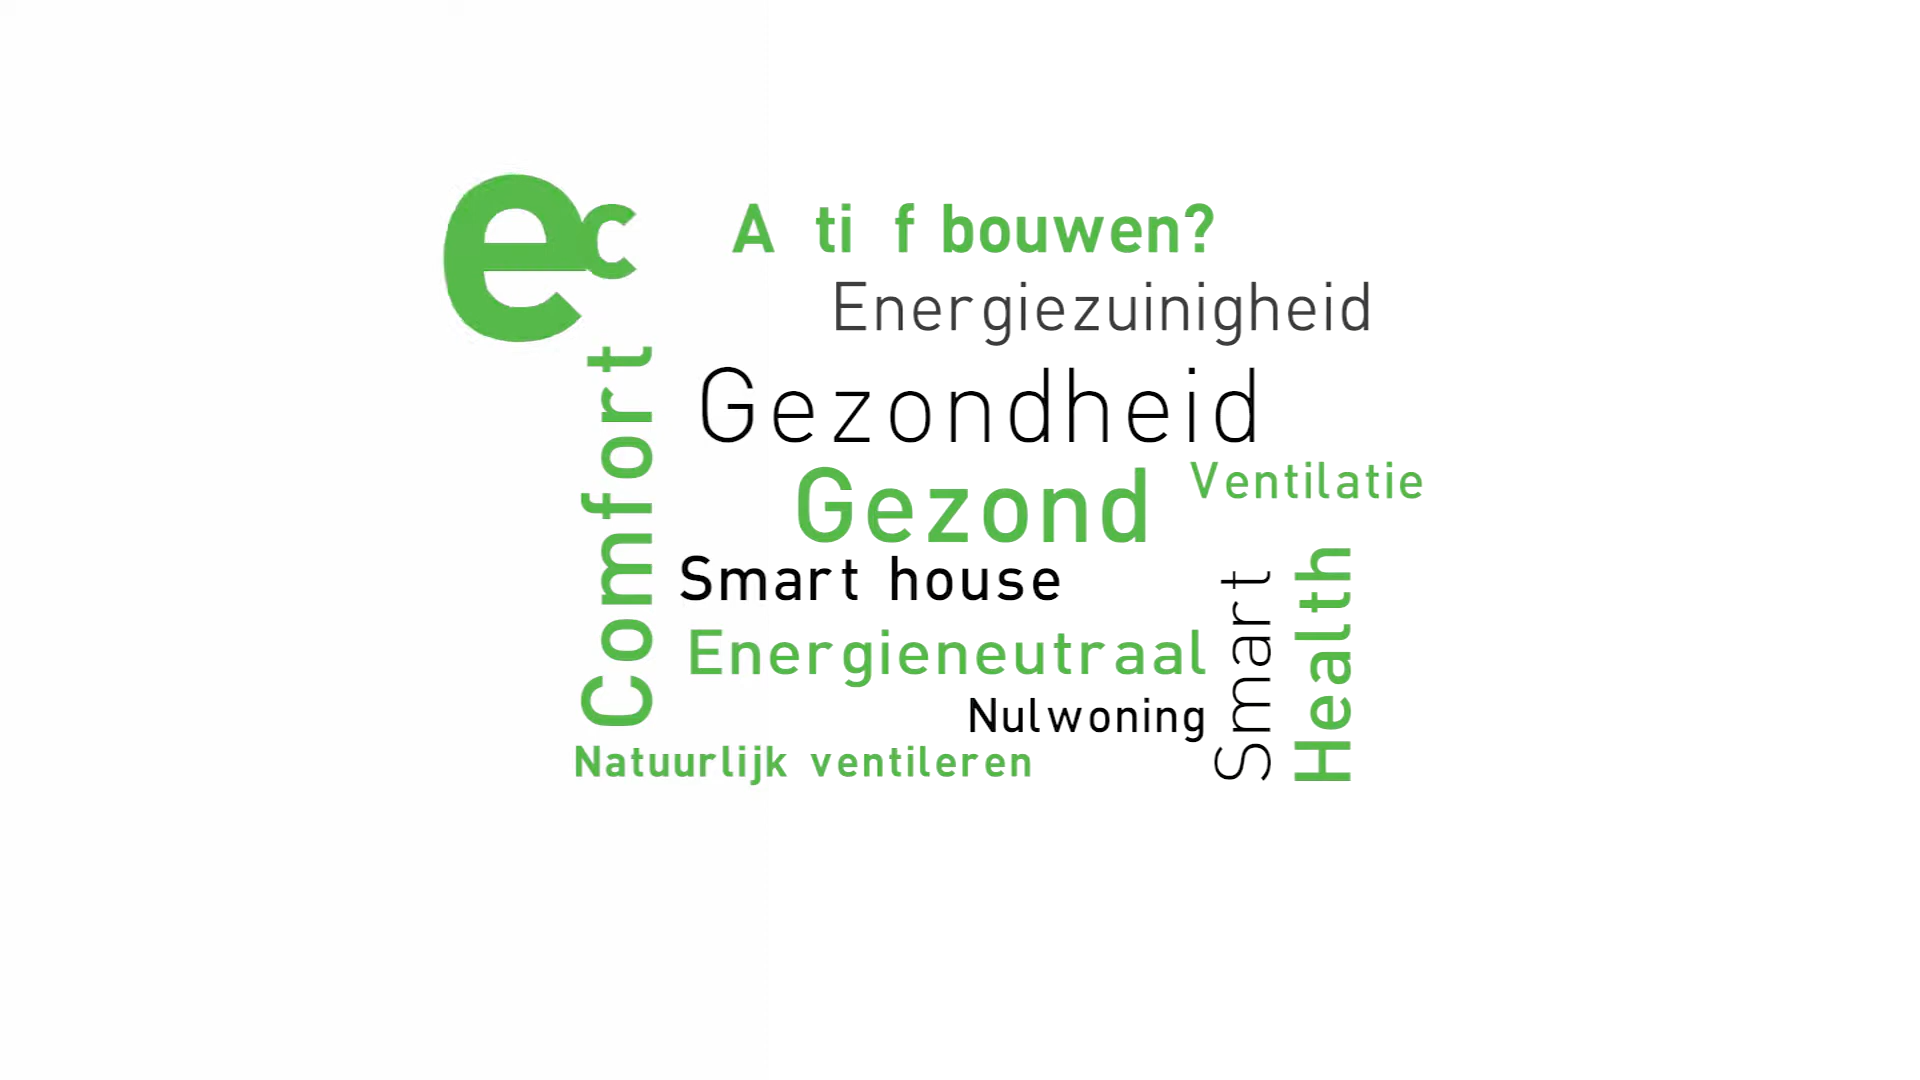 ec
A ti f bouwen?
Energiezuinigheid
Comfort
Gezondheid
Gezond
Ventilatie
Smart house
Energieneutraal
Smart
Health
Nulwoning
Natuurlijk ventileren